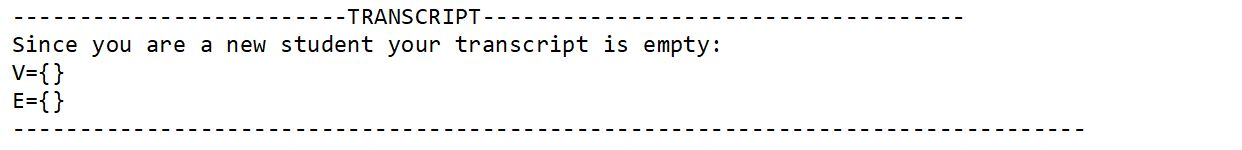 -------------------------TRANSCRIPT------------------------------------
Since you are a new student your transcript is empty:
V={}
E={}
--------------------------------------------------------------------------------